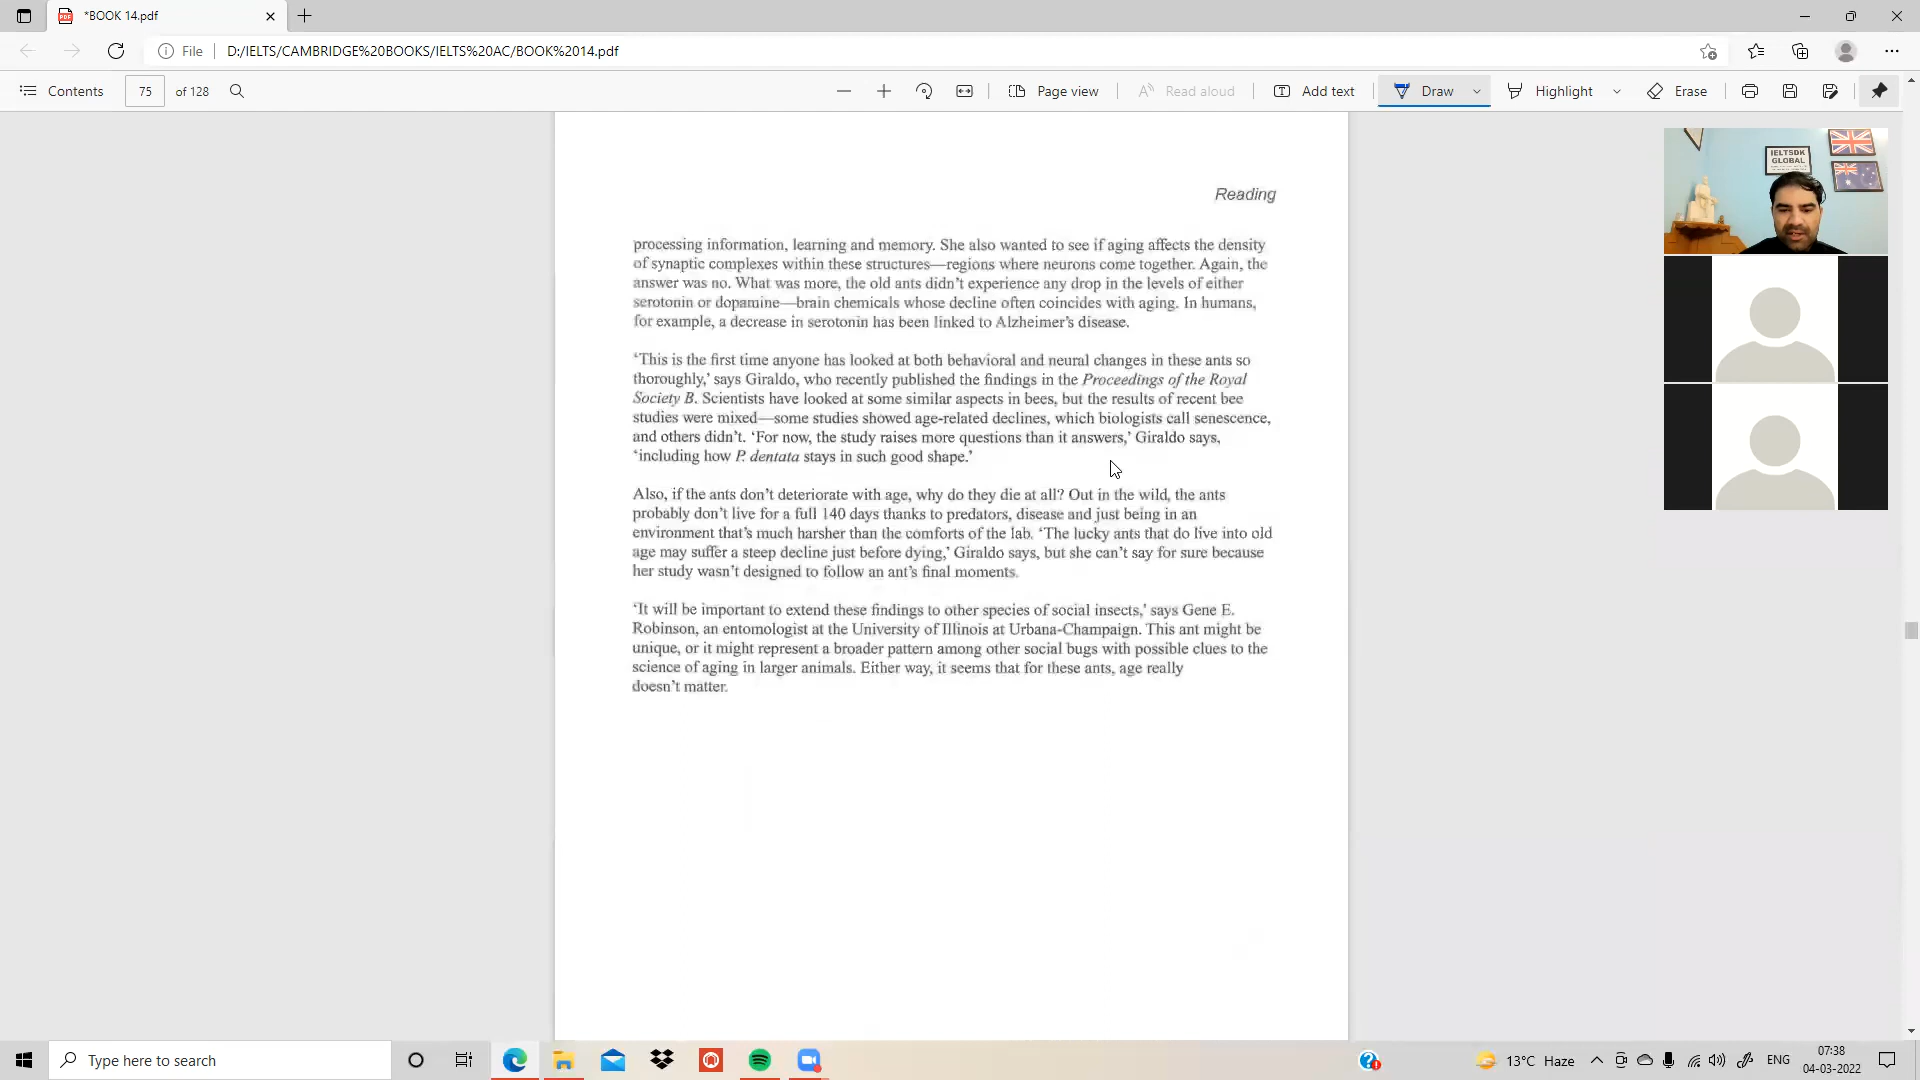 *BOOK 14.pdf
File
D:/IELTS/CAMBRIDGE%20BOOKS/IELTS%20AC/BOOK%2014.pdf
Contents
75
of 128
Page view
Read aloud
Add text
Draw
Highlight
Erase
IELTSDK
GLOBAL
Reading
processing information, learning and memory. She also wanted to see if aging affects the density
of synaptic complexes within these structures—regions where neurons come together. Again, the
answer was no. What was more, the old ants didn't experience any drop in the levels of either
serotonin or dopamine—brain chemicals whose decline often coincides with aging. In humans,
for example, a decrease in serotonin has been linked to Alzheimer's disease.
'This is the first time anyone has looked at both behavioral and neural changes in these ants so
thoroughly,' says Giraldo, who recently published the findings in the Proceedings of the Royal
Society B. Scientists have looked at some similar aspects in bees, but the results of recent bee
studies were mixed—some studies showed age-related declines, which biologists call senescence,
and others didn't. 'For now, the study raises more questions than it answers,' Giraldo says,
'including how P. dentata stays in such good shape.'
Also, if the ants don't deteriorate with age, why do they die at all? Out in the wild, the ants
probably don't live for a full 140 days thanks to predators, disease and just being in an
environment that's much harsher than the comforts of the lab. 'The lucky ants that do live into old
age may suffer a steep decline just before dying,' Giraldo says, but she can't say for sure because
her study wasn't designed to follow an ant's final moments.
'It will be important to extend these findings to other species of social insects,' says Gene E.
Robinson, an entomologist at the University of Illinois at Urbana-Champaign. This ant might be
unique, or it might represent a broader pattern among other social bugs with possible clues to the
science of aging in larger animals. Either way, it seems that for these ants, age really
doesn't matter.
Type here to search
13°C Haze
ENG
07:38
04-03-2022